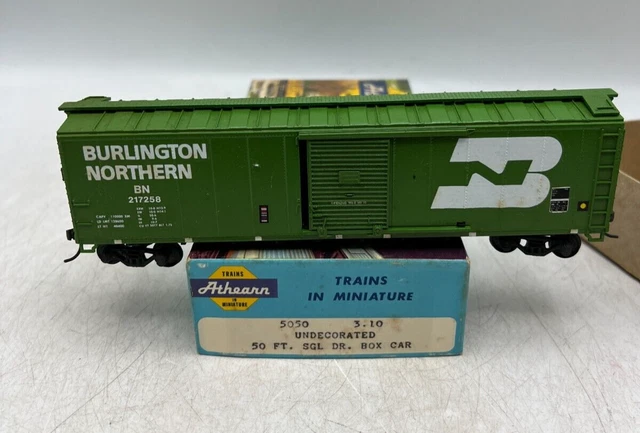 BURLINGTON
NORTHERN
BN
217258
TRAINS
Athearn
IN
MINIATURE
TRAINS
IN MINIATURE
5050 3.10
UNDECORATED
50 FT. SGL DR. BOX CAR